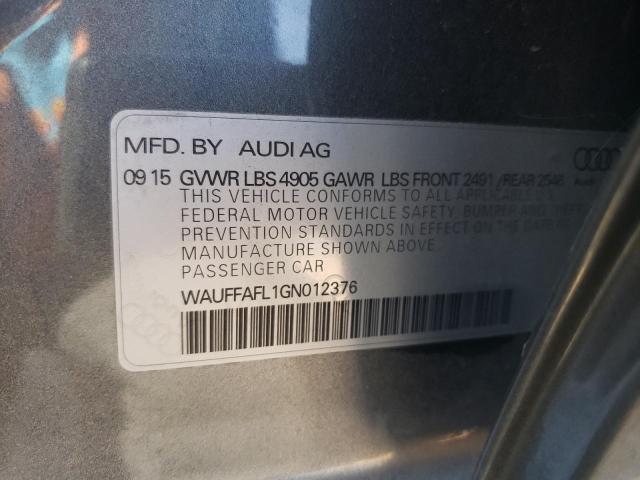 MFD. BY AUDI AG
09 15 GVWR LBS 4905 GAWR LBS FRONT 2491 /REAR 2546
Audi
THIS VEHICLE CONFORMS TO ALL APPLICABLE U.S.
FEDERAL MOTOR VEHICLE SAFETY, BUMPER AND THEFT
PREVENTION STANDARDS IN EFFECT ON THE DATE OF
MANUFACTURE SHOWN ABOVE.
PASSENGER CAR
WAUFFAFL1GN012376